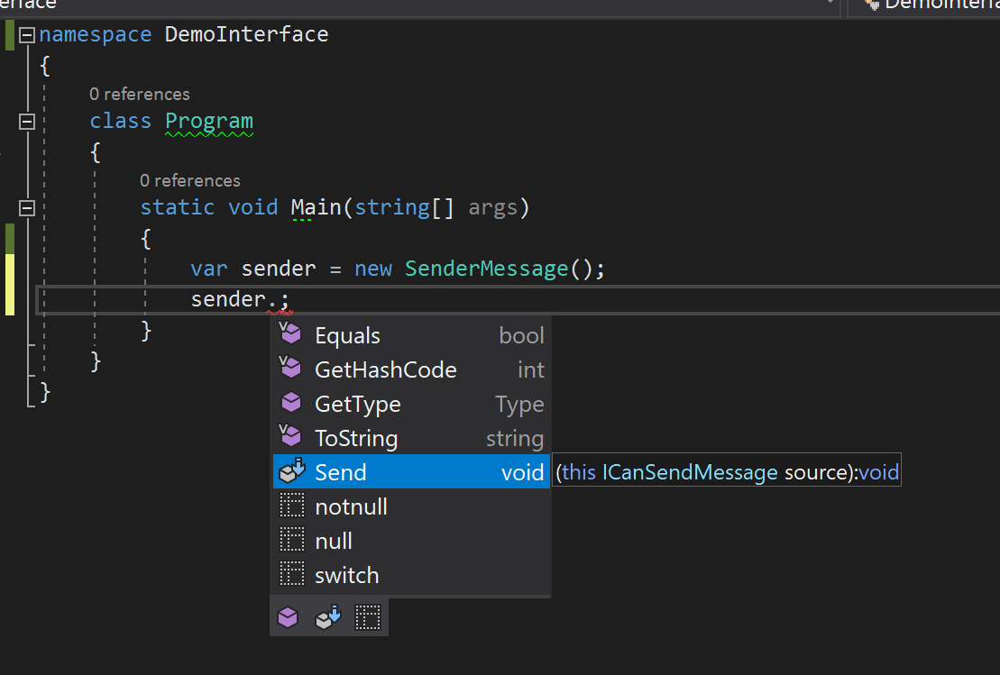 erface
DemoInterfa
namespace DemoInterface
{
0 references
class Program
{
0 references
static void Main(string[] args)
{
var sender = new SenderMessage();
sender.;
}
}
}
Equals bool
GetHashCode int
GetType Type
ToString string
Send void (this ICanSendMessage source):void
notnull
null
switch